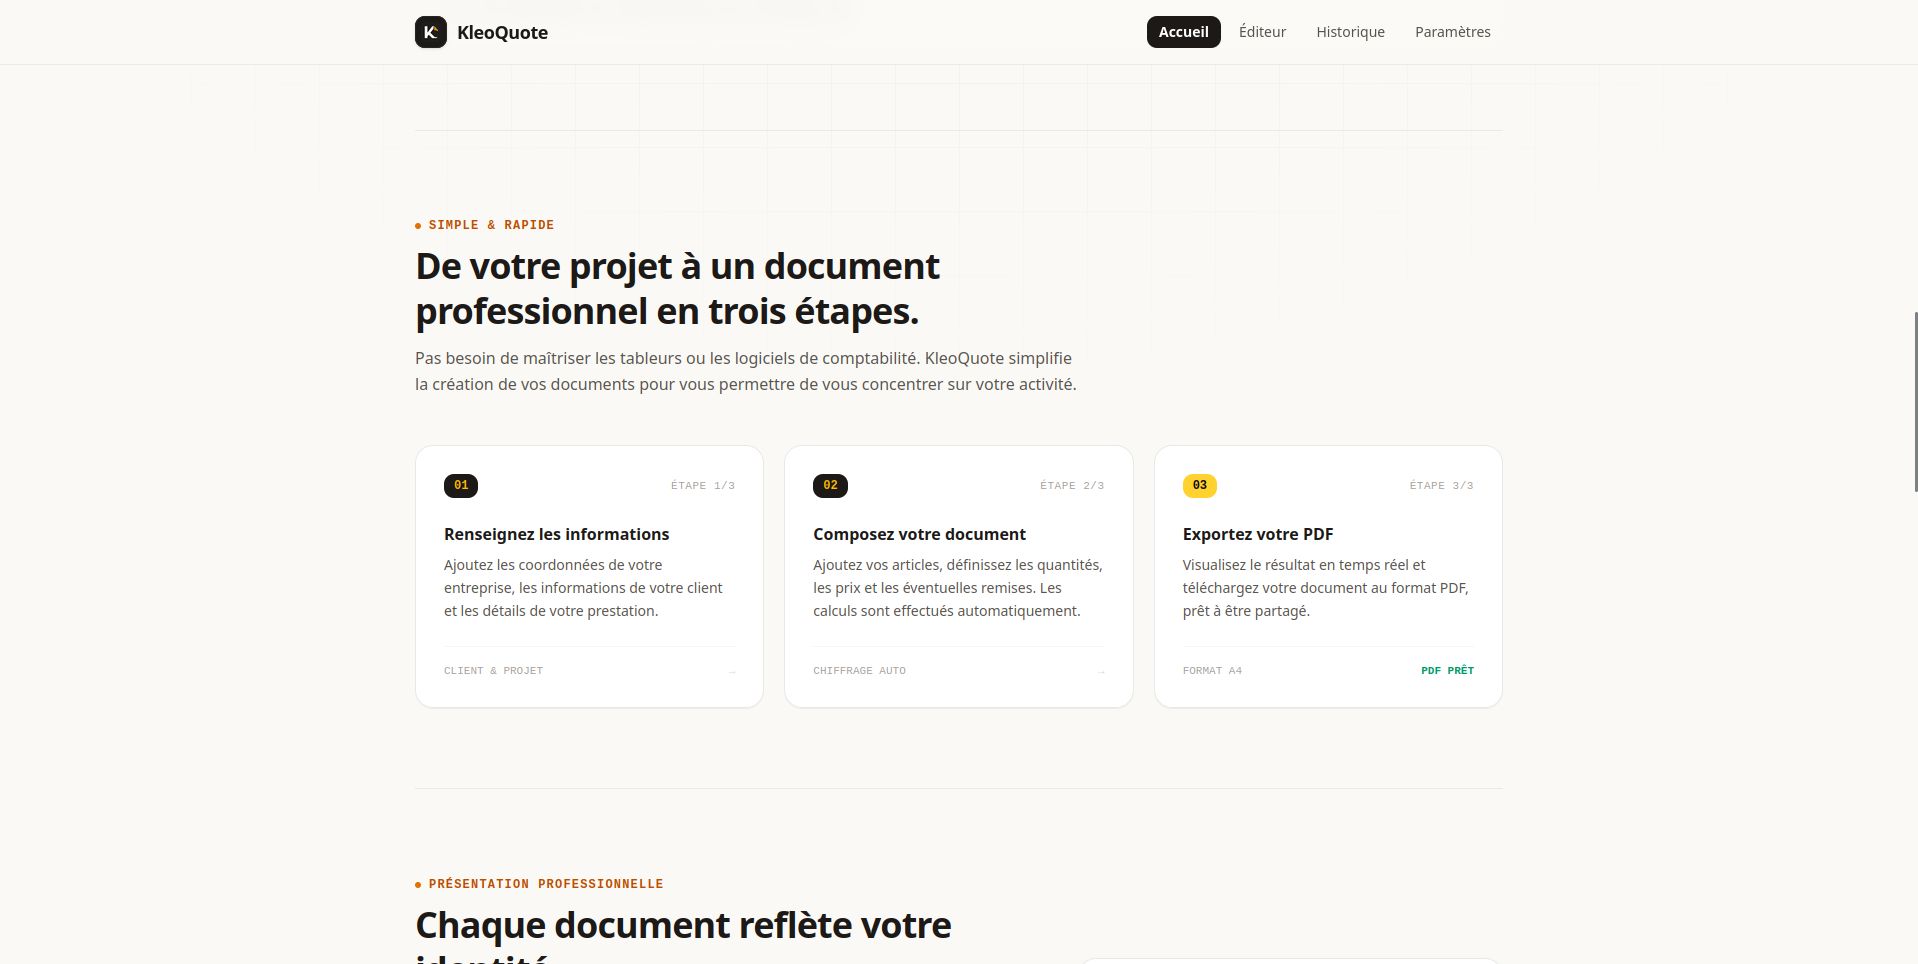 KleoQuote
Accueil
Éditeur
Historique
Paramètres
SIMPLE & RAPIDE
De votre projet à un document
professionnel en trois étapes.
Pas besoin de maîtriser les tableurs ou les logiciels de comptabilité. KleoQuote simplifie
la création de vos documents pour vous permettre de vous concentrer sur votre activité.
01
ÉTAPE 1/3
Renseignez les informations
Ajoutez les coordonnées de votre
entreprise, les informations de votre client
et les détails de votre prestation.
CLIENT & PROJET →
02
ÉTAPE 2/3
Composez votre document
Ajoutez vos articles, définissez les quantités,
les prix et les éventuelles remises. Les
calculs sont effectués automatiquement.
CHIFFRAGE AUTO →
03
ÉTAPE 3/3
Exportez votre PDF
Visualisez le résultat en temps réel et
téléchargez votre document au format PDF,
prêt à être partagé.
FORMAT A4
PDF PRÊT
PRÉSENTATION PROFESSIONNELLE
Chaque document reflète votre
identité